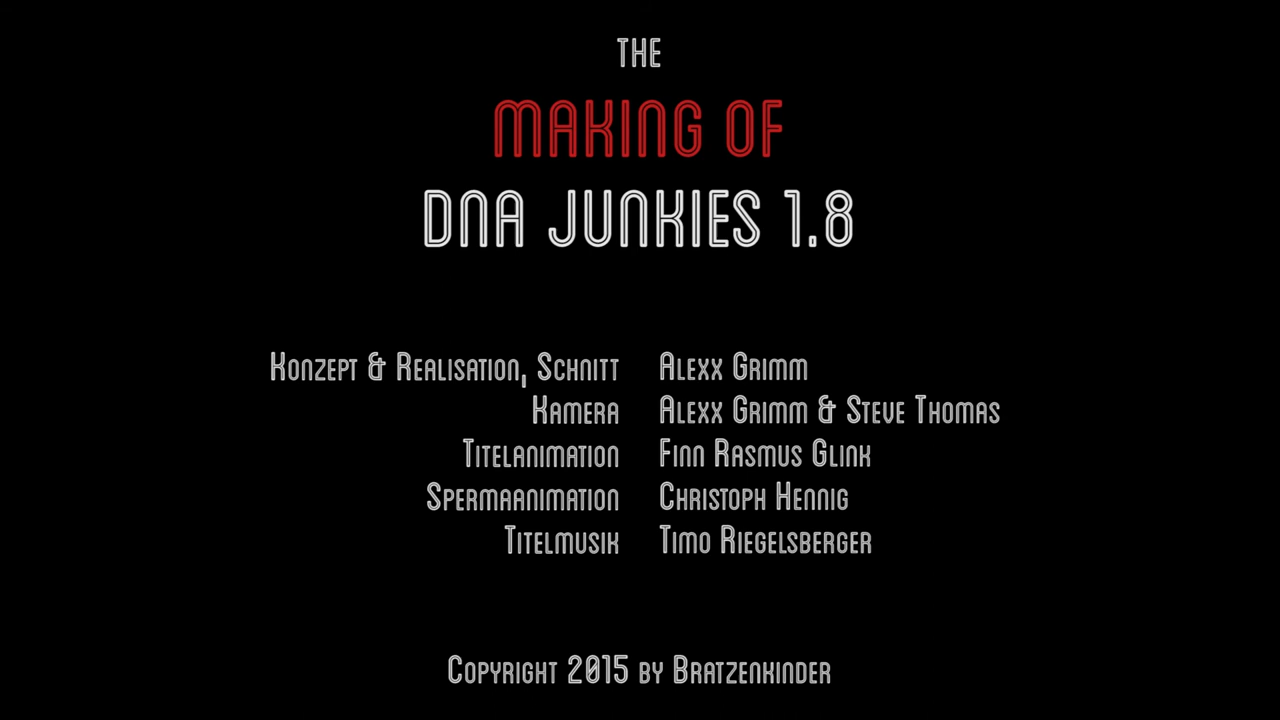 THE
MAKING OF
DNA JUNKIES 1.8
KONZEPT & REALISATION, SCHNITT ALEXX GRIMM
KAMERA ALEXX GRIMM & STEVE THOMAS
TITELANIMATION FINN RASMUS GLINK
SPERMAANIMATION CHRISTOPH HENNIG
TITELMUSIK TIMO RIEGELSBERGER
COPYRIGHT 2015 BY BRATZENKINDER